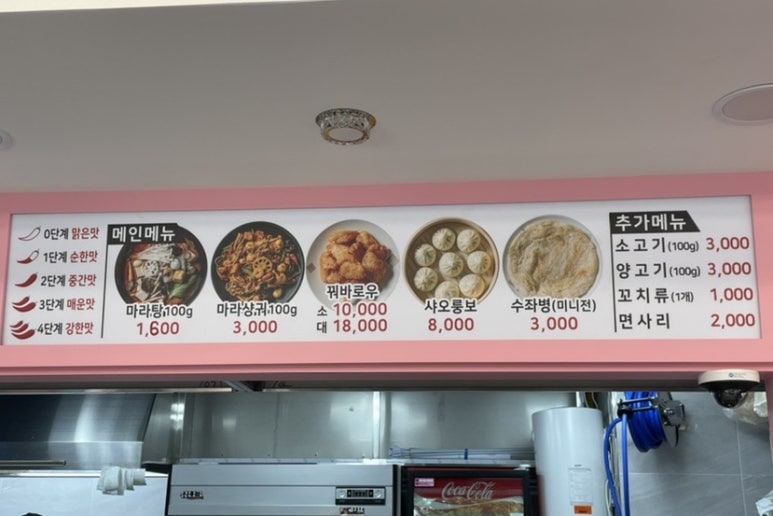 0단계 맑은맛
1단계 순한맛
2단계 중간맛
3단계 매운맛
4단계 강한맛
메인메뉴
마라탕100g
1,600
마라샹궈100g
3,000
꿔바로우
소 10,000
대 18,000
샤오룽보
8,000
수좌병(미니전)
3,000
추가메뉴
소고기(100g) 3,000
양고기(100g) 3,000
꼬치류(1개) 1,000
면사리 2,000
Coca-Cola